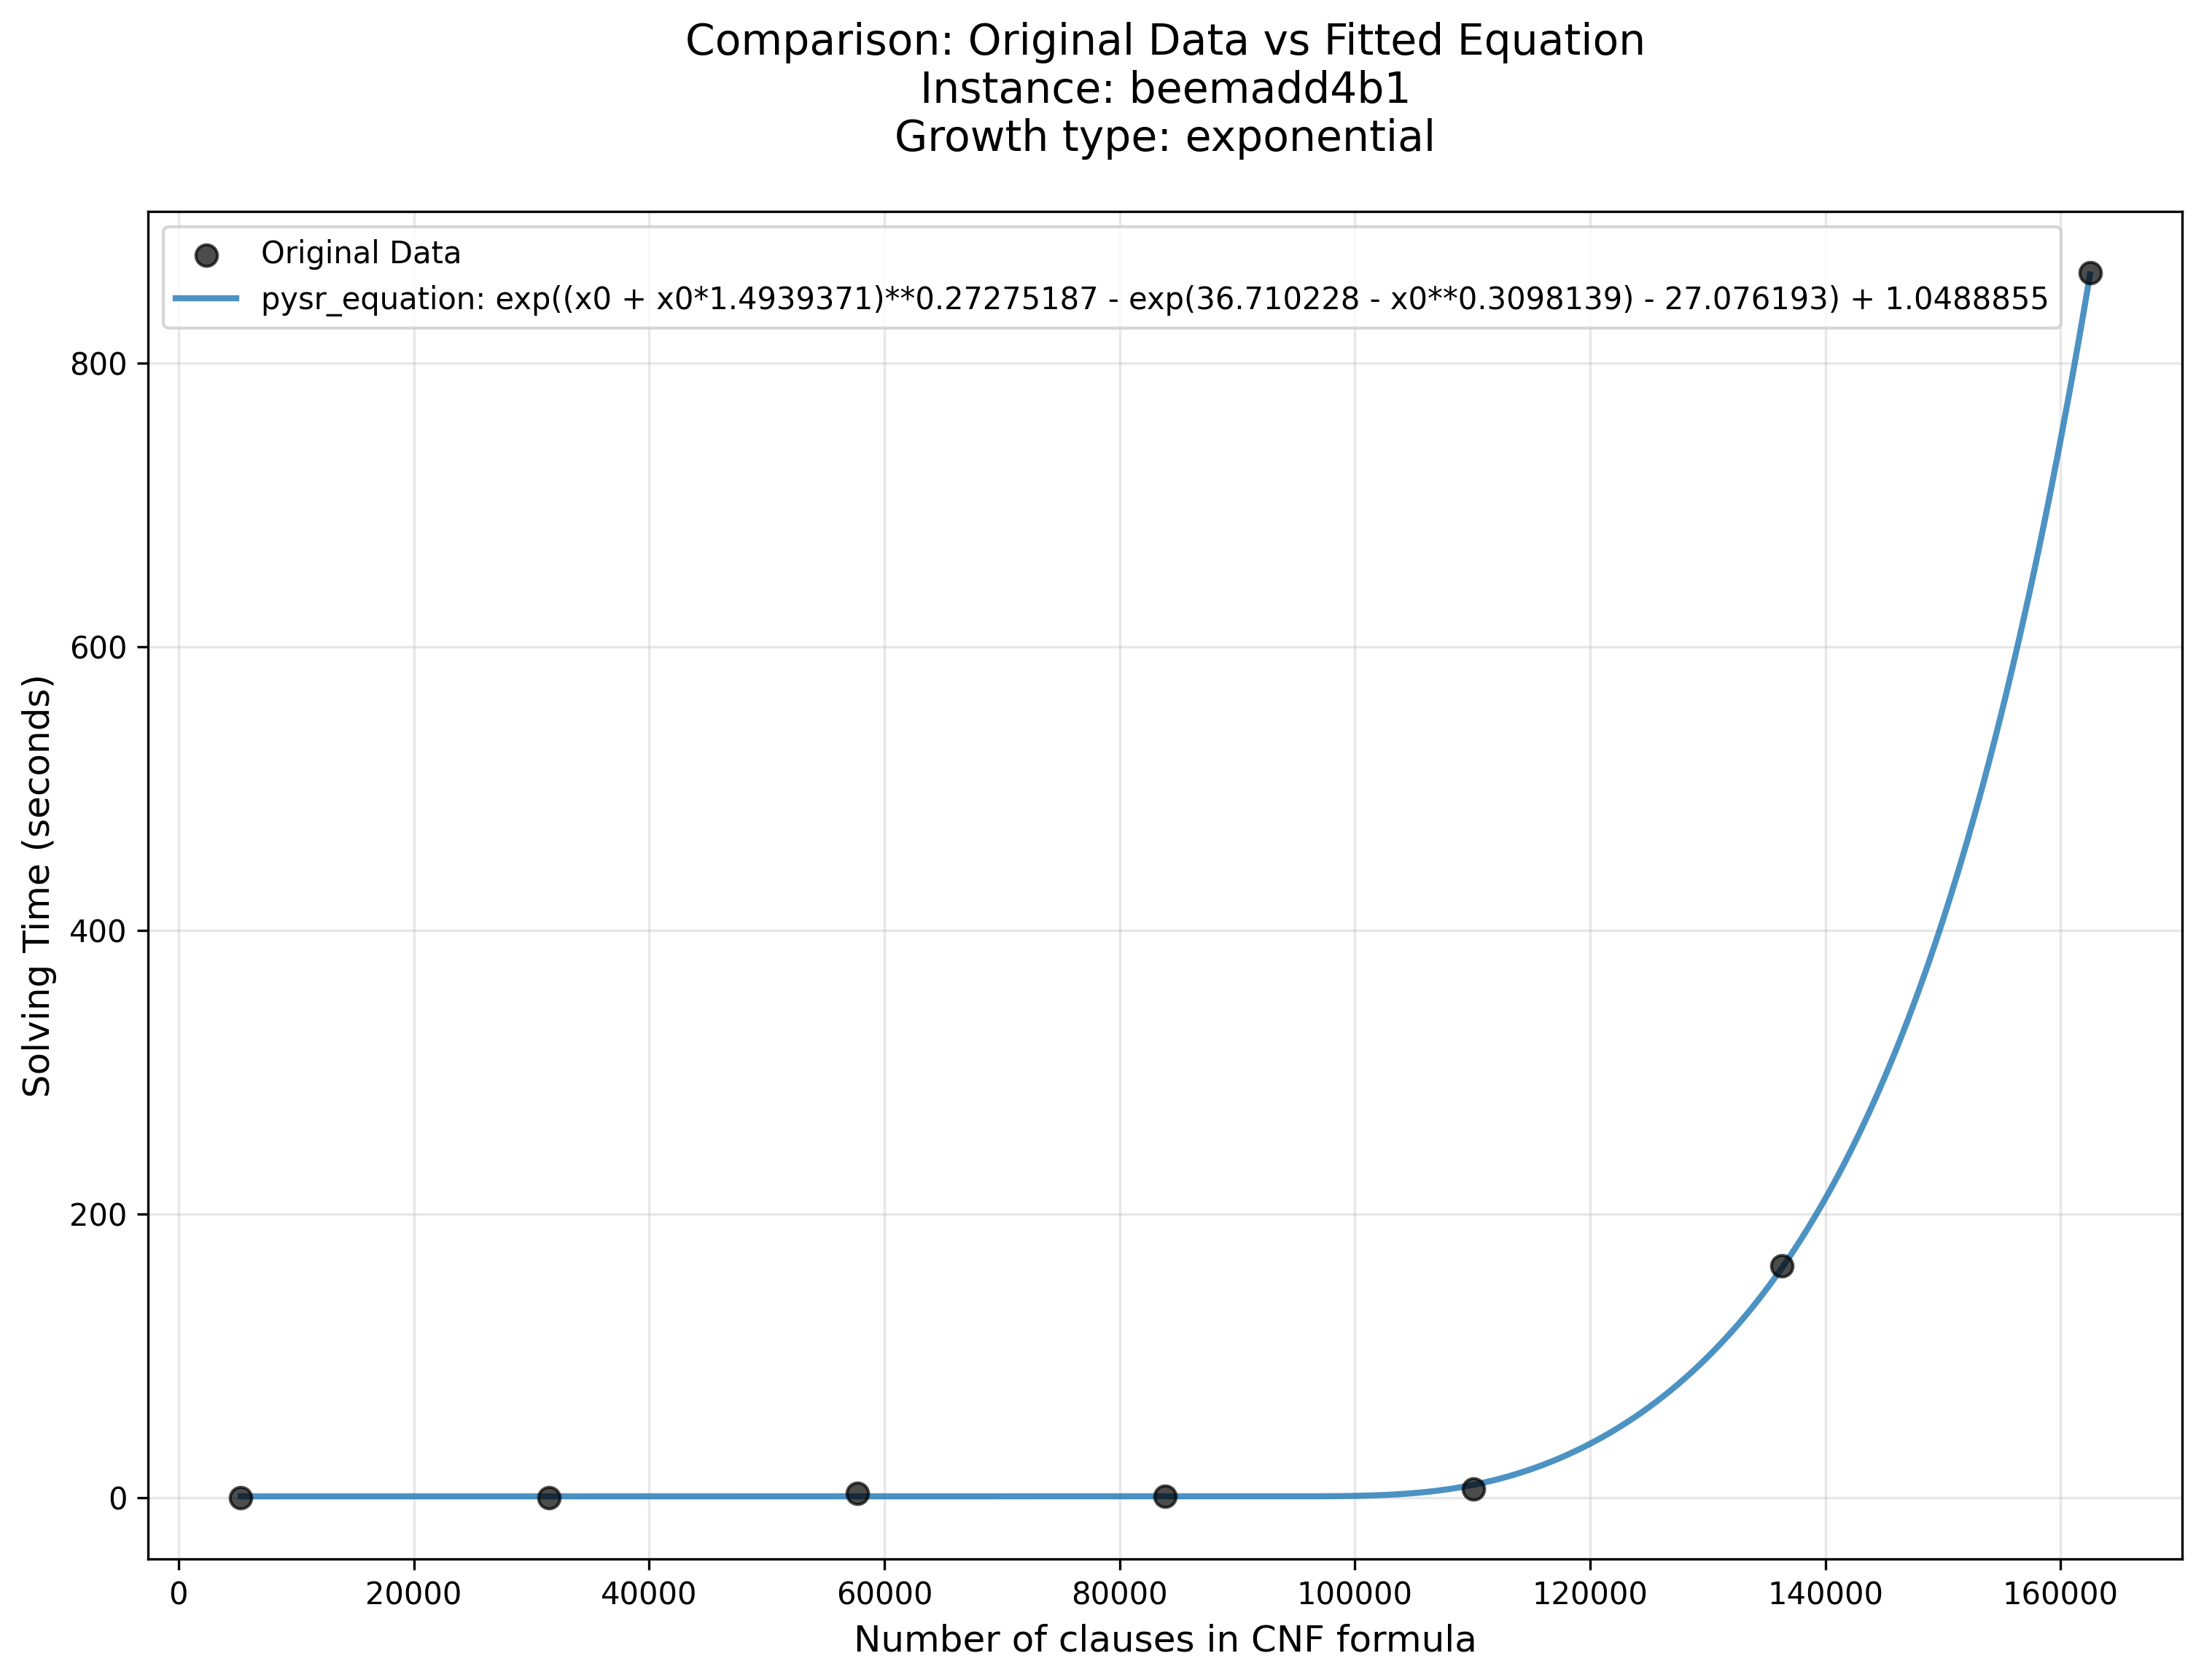 Comparison: Original Data vs Fitted Equation
Instance: beemadd4b1
Growth type: exponential
Original Data
pysr_equation: exp((x0 + x0*1.4939371)**0.27275187 - exp(36.710228 - x0**0.3098139) - 27.076193) + 1.0488855
800
600
400
200
0
Solving Time (seconds)
0 20000 40000 60000 80000 100000 120000 140000 160000
Number of clauses in CNF formula